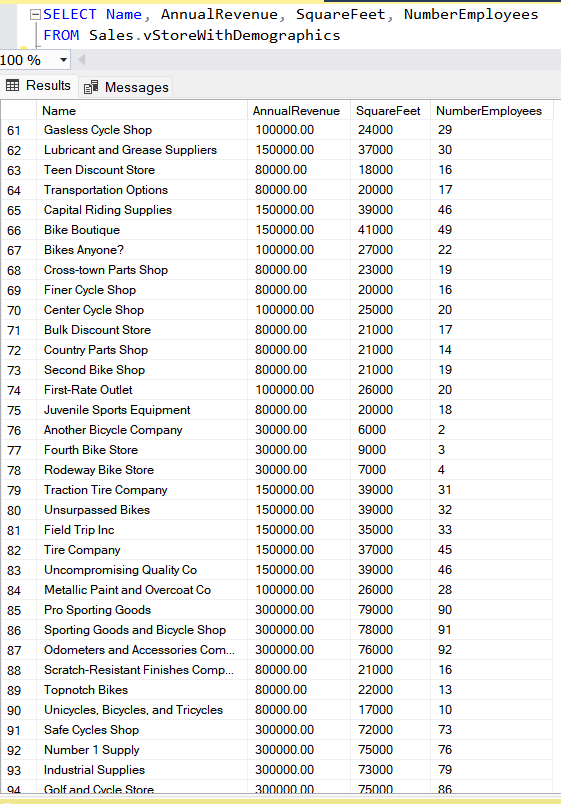 SELECT Name, AnnualRevenue, SquareFeet, NumberEmployees
FROM Sales.vStoreWithDemographics
100 %
Results Messages
Name AnnualRevenue SquareFeet NumberEmployees
61 Gasless Cycle Shop 100000.00 24000 29
62 Lubricant and Grease Suppliers 150000.00 37000 30
63 Teen Discount Store 80000.00 18000 16
64 Transportation Options 80000.00 20000 17
65 Capital Riding Supplies 150000.00 39000 46
66 Bike Boutique 150000.00 41000 49
67 Bikes Anyone? 100000.00 27000 22
68 Cross-town Parts Shop 80000.00 23000 19
69 Finer Cycle Shop 80000.00 20000 16
70 Center Cycle Shop 100000.00 25000 20
71 Bulk Discount Store 80000.00 21000 17
72 Country Parts Shop 80000.00 21000 14
73 Second Bike Shop 80000.00 21000 19
74 First-Rate Outlet 100000.00 26000 20
75 Juvenile Sports Equipment 80000.00 20000 18
76 Another Bicycle Company 30000.00 6000 2
77 Fourth Bike Store 30000.00 9000 3
78 Rodeway Bike Store 30000.00 7000 4
79 Traction Tire Company 150000.00 39000 31
80 Unsurpassed Bikes 150000.00 39000 32
81 Field Trip Inc 150000.00 35000 33
82 Tire Company 150000.00 37000 45
83 Uncompromising Quality Co 150000.00 39000 46
84 Metallic Paint and Overcoat Co 100000.00 26000 28
85 Pro Sporting Goods 300000.00 79000 90
86 Sporting Goods and Bicycle Shop 300000.00 78000 91
87 Odometers and Accessories Com... 300000.00 76000 92
88 Scratch-Resistant Finishes Comp... 80000.00 21000 16
89 Topnotch Bikes 80000.00 22000 13
90 Unicycles, Bicycles, and Tricycles 80000.00 17000 10
91 Safe Cycles Shop 300000.00 72000 73
92 Number 1 Supply 300000.00 75000 76
93 Industrial Supplies 300000.00 73000 79
94 Golf and Cycle Store 300000.00 75000 86